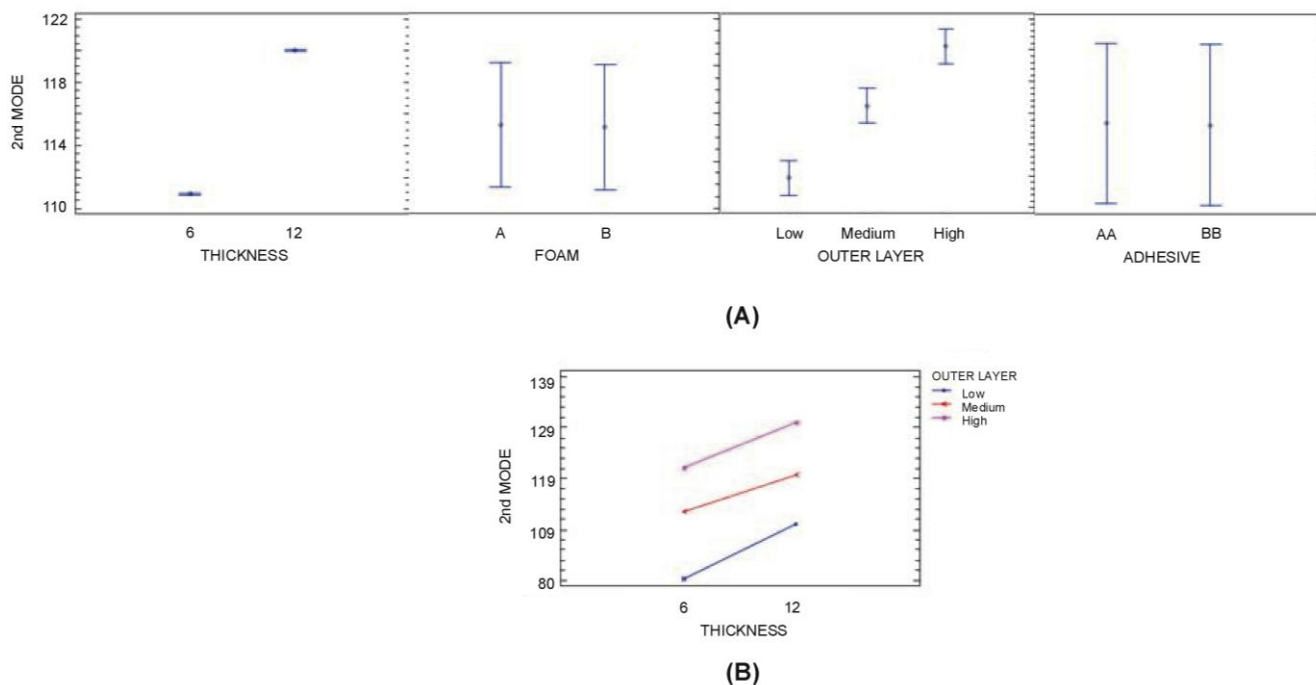 122
118
114
110
2nd MODE
6 12
THICKNESS
A B
FOAM
Low Medium High
OUTER LAYER
AA BB
ADHESIVE
(A)
139
129
119
109
80
2nd MODE
6 12
THICKNESS
OUTER LAYER
Low
Medium
High
(B)